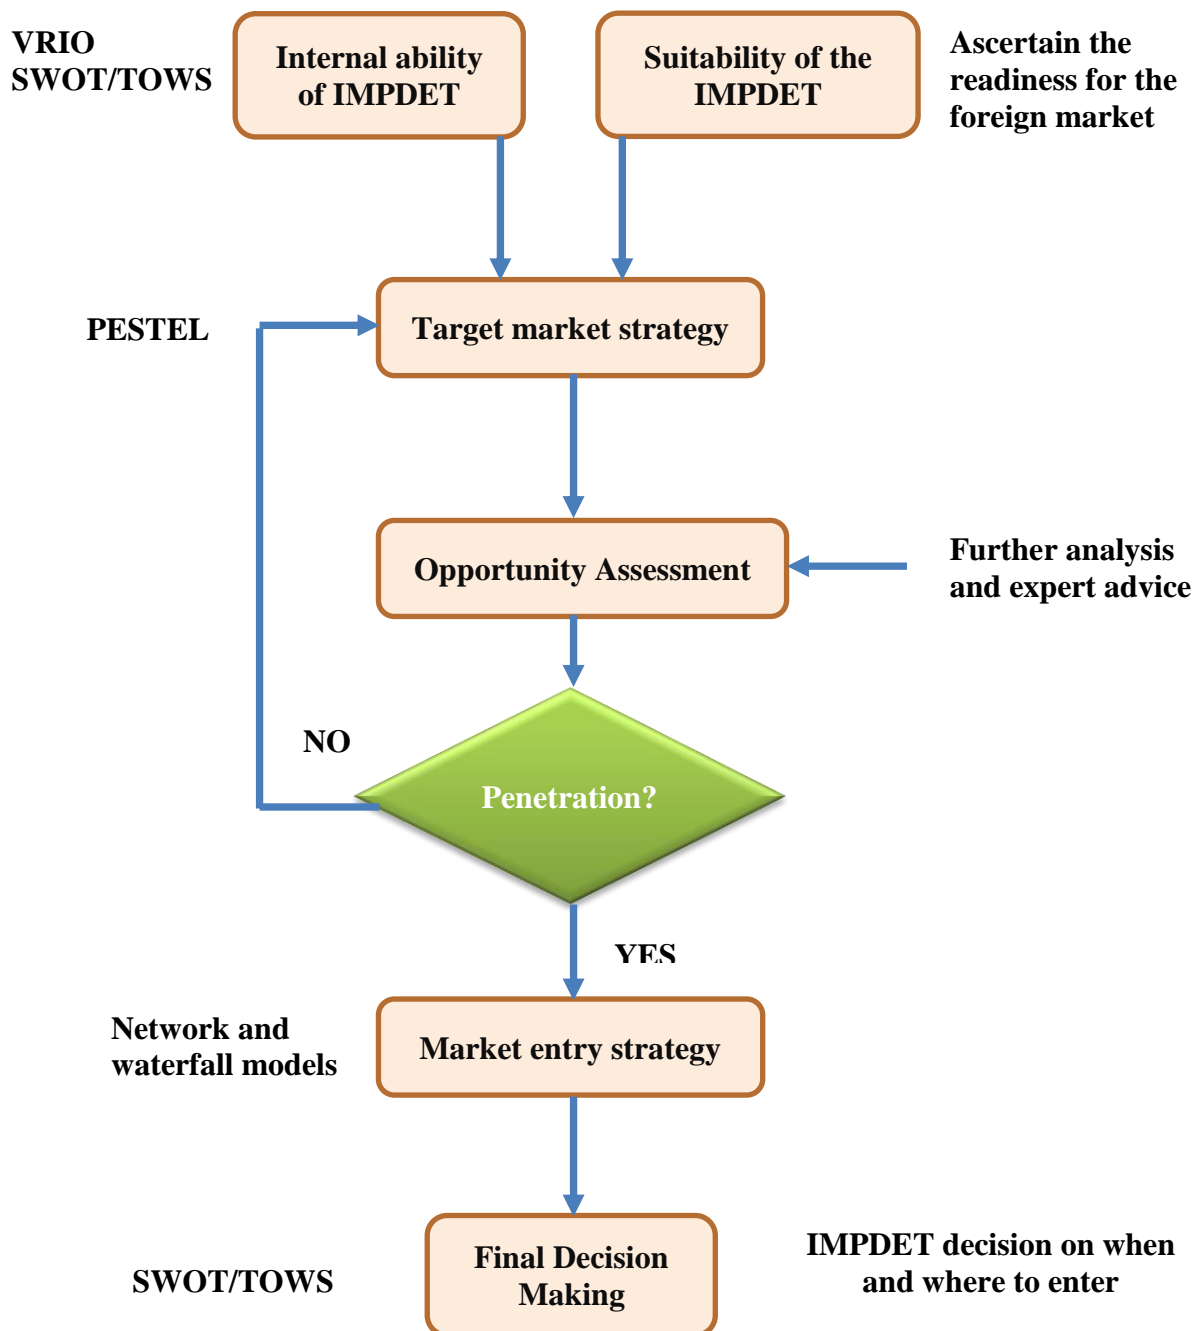 VRIO
SWOT/TOWS
Internal ability
of IMPDET
Suitability of the
IMPDET
Ascertain the
readiness for the
foreign market
PESTEL
Target market strategy
Opportunity Assessment
Further analysis
and expert advice
NO
Penetration?
YES
Network and
waterfall models
Market entry strategy
SWOT/TOWS
Final Decision
Making
IMPDET decision on when
and where to enter